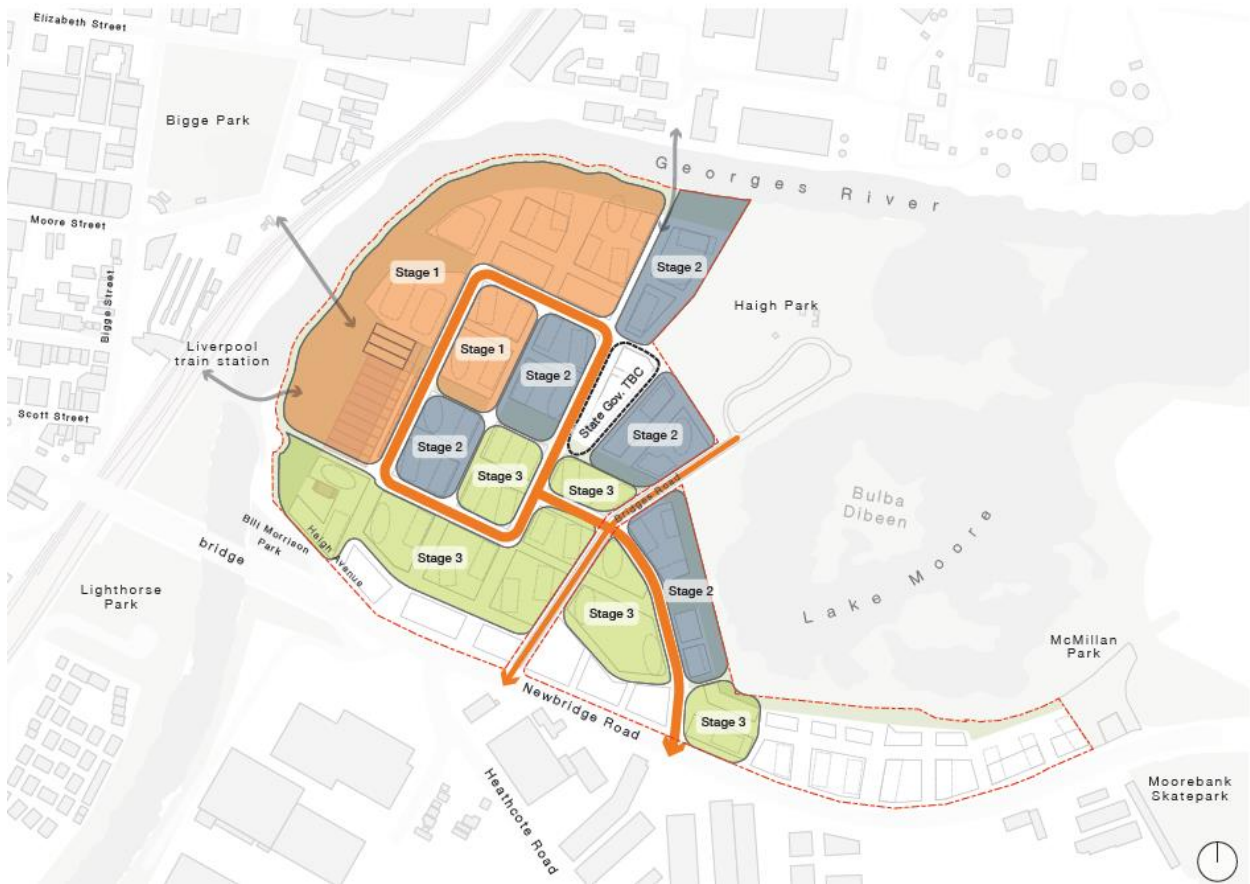 Elizabeth Street
Bigge Park
Georges River
Moore Street
Stage 1
Stage 2
Bigge Street
Haigh Park
Liverpool
train station
Stage 1
Stage 2
State Gov. TBC
Scott Street
Stage 2
Stage 2
Stage 3
Stage 3
Bridges Road
Bulba
Dibeen
Lake Moore
Bill Morrison
Park
Haigh Avenue
bridge
Stage 3
Lighthorse
Park
Stage 2
Stage 3
McMillan
Park
Newbridge Road
Stage 3
Heathcote Road
Moorebank
Skatepark